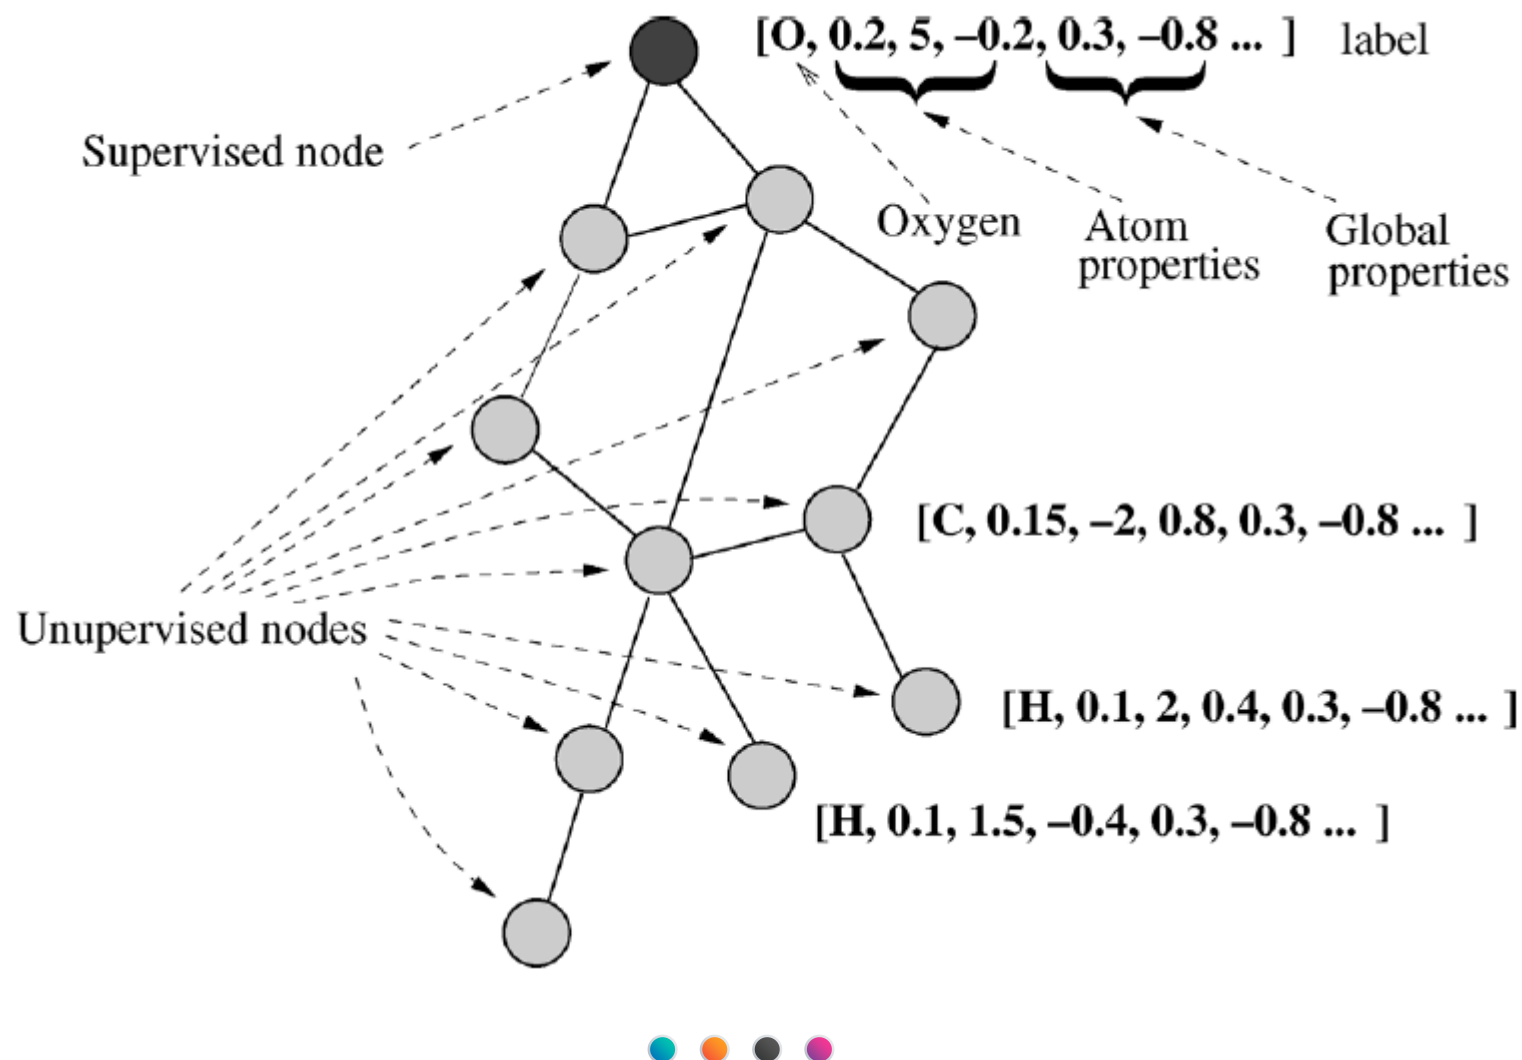 [O, 0.2, 5, –0.2, 0.3, –0.8 ... ] label
Supervised node
Oxygen
Atom
properties
Global
properties
[C, 0.15, –2, 0.8, 0.3, –0.8 ... ]
Unupervised nodes
[H, 0.1, 2, 0.4, 0.3, –0.8 ... ]
[H, 0.1, 1.5, –0.4, 0.3, –0.8 ... ]